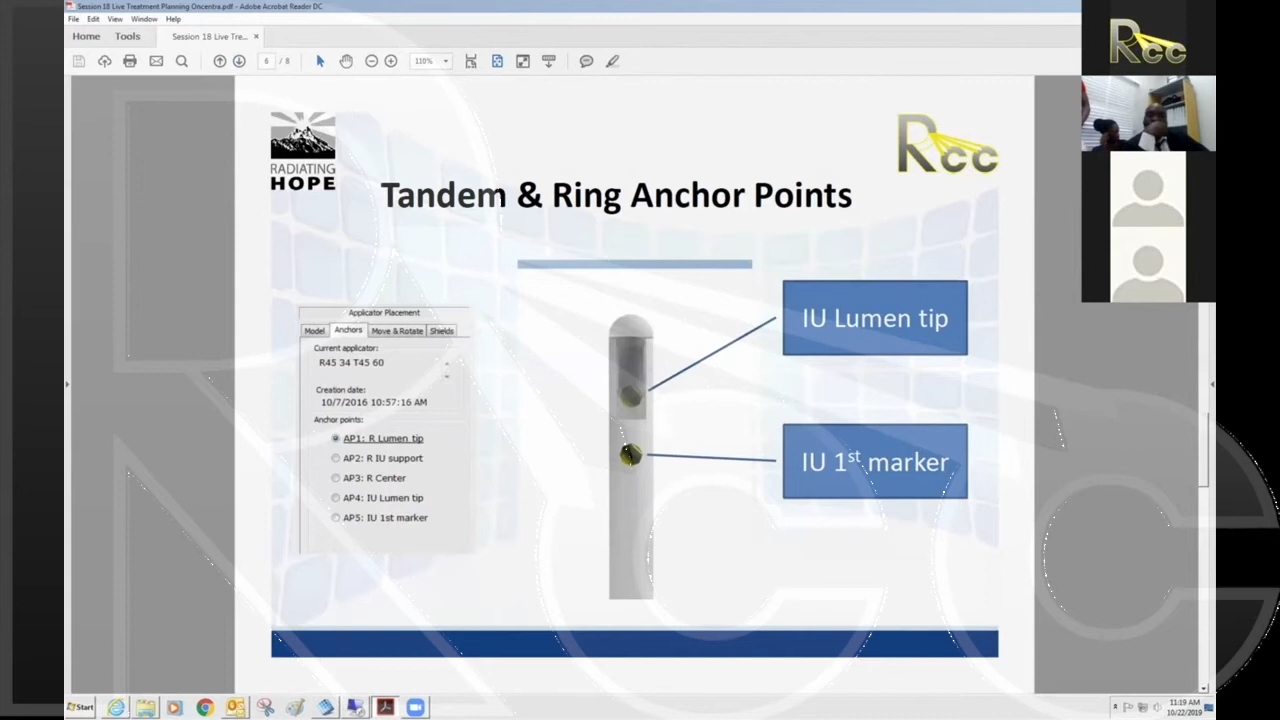 Session 18 Live Treatment Planning Oncentra.pdf - Adobe Acrobat Reader DC
File Edit View Window Help
Home Tools Session 18 Live Tre... ×
6 / 8 110%
Rcc
RADIATING
HOPE
Rcc
Tandem & Ring Anchor Points
Applicator Placement
Model Anchors Move & Rotate Shields
Current applicator:
R45 34 T45 60
Creation date:
10/7/2016 10:57:16 AM
Anchor points:
AP1: R Lumen tip
AP2: R IU support
AP3: R Center
AP4: IU Lumen tip
AP5: IU 1st marker
IU Lumen tip
IU 1st marker
Start
11:19 AM
10/22/2019